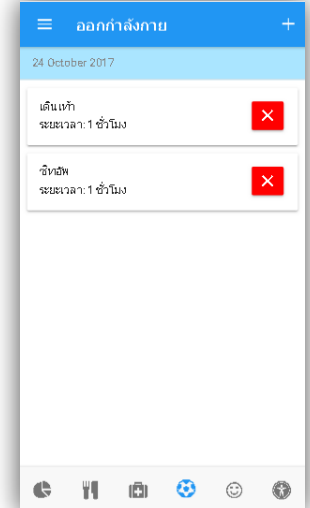 ออกกำลังกาย
24 October 2017
เดินเท้า
ระยะเวลา: 1 ชั่วโมง
ซิทอัพ
ระยะเวลา: 1 ชั่วโมง